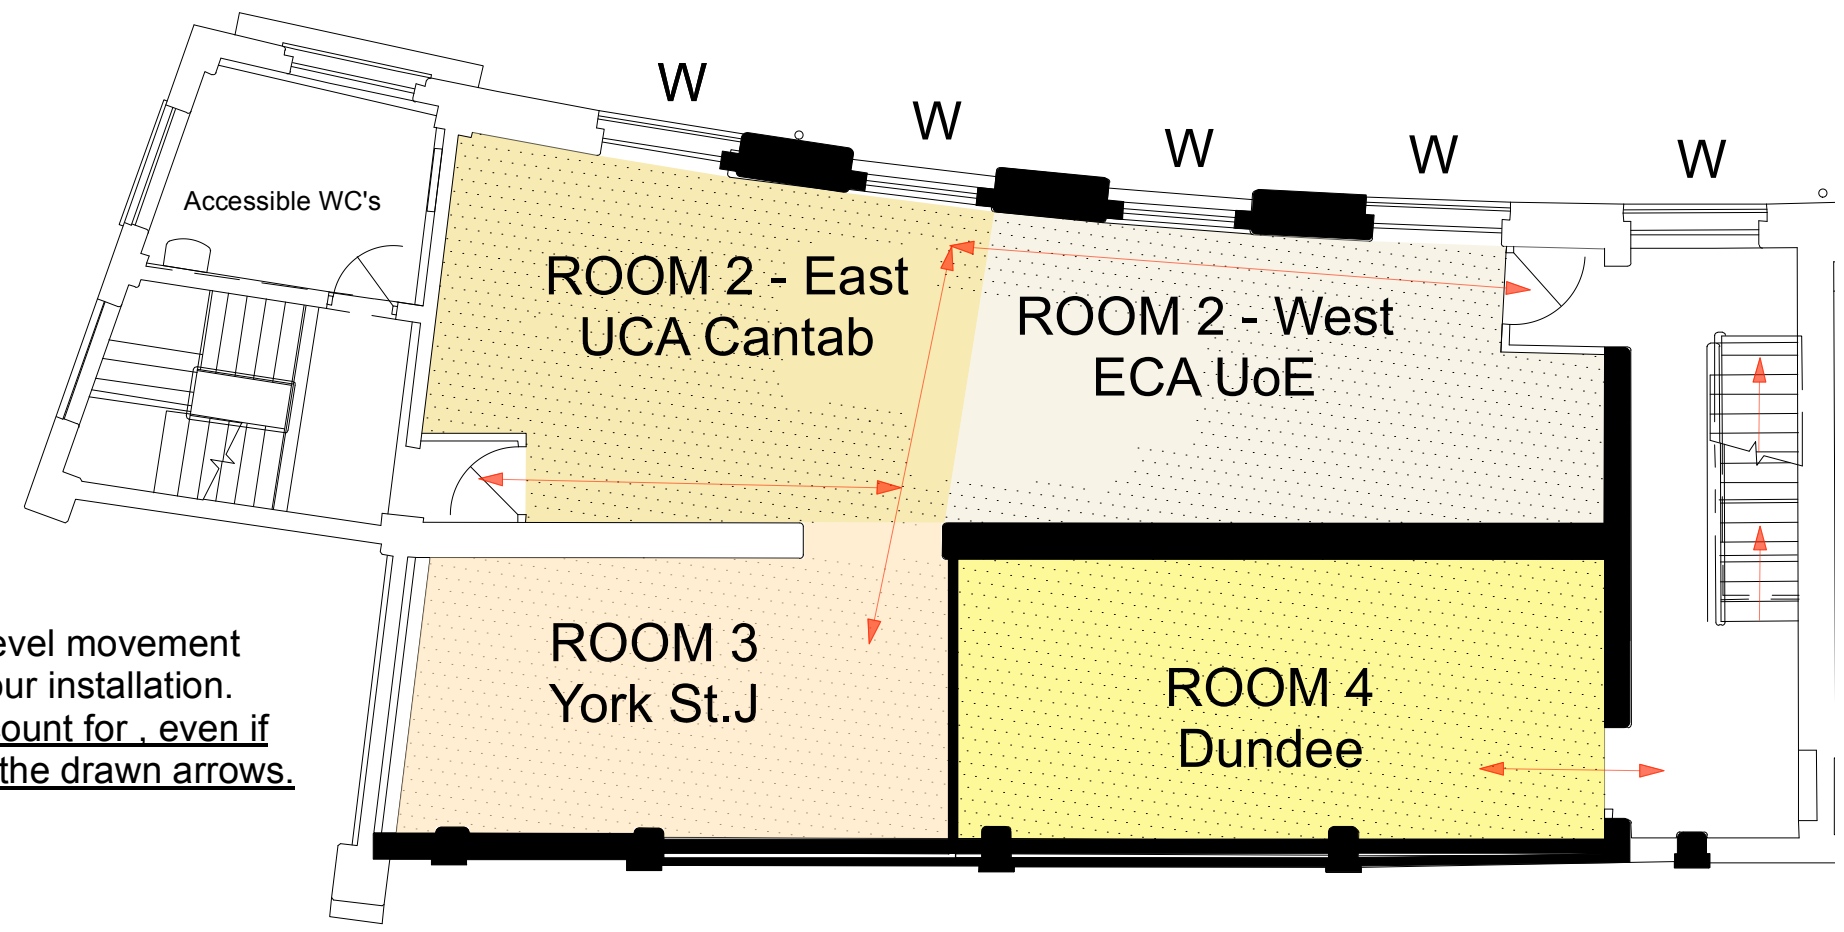 W
W
W
W
W
Accessible WC's
ROOM 2 - East
UCA Cantab
ROOM 2 - West
ECA UoE
evel movement
our installation.
ount for , even if
the drawn arrows.
ROOM 3
York St.J
ROOM 4
Dundee